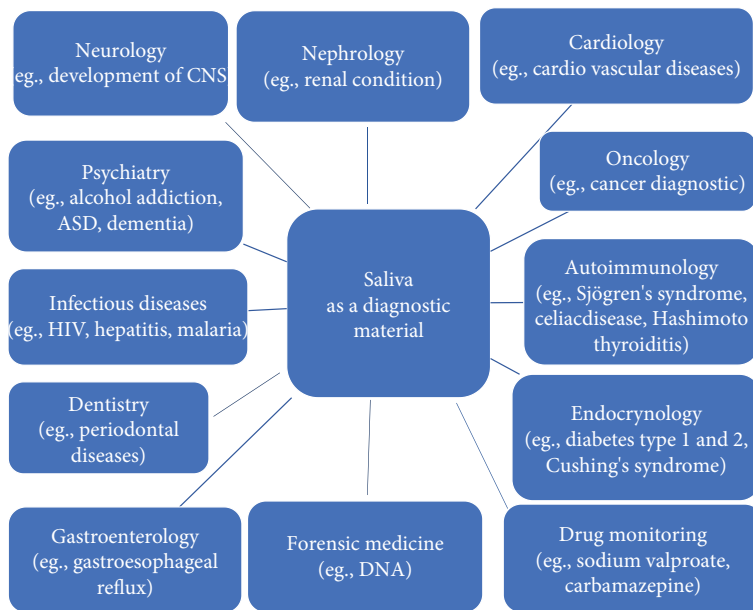 Neurology
eg., development of CNS
Nephrology
(eg., renal condition)
Cardiology
(eg., cardio vascular diseases)
Psychiatry
(eg., alcohol addiction,
ASD, dementia)
Oncology
(eg., cancer diagnostic)
Saliva
as a diagnostic
material
Infectious diseases
(eg., HIV, hepatitis, malaria)
Autoimmunology
(eg., Sjögren's syndrome,
celiacdisease, Hashimoto
thyroiditis)
Dentistry
(eg., periodontal
diseases)
Endocrynology
(eg., diabetes type 1 and 2,
Cushing's syndrome)
Gastroenterology
(eg., gastroesophageal
reflux)
Forensic medicine
(eg., DNA)
Drug monitoring
(eg., sodium valproate,
carbamazepine)